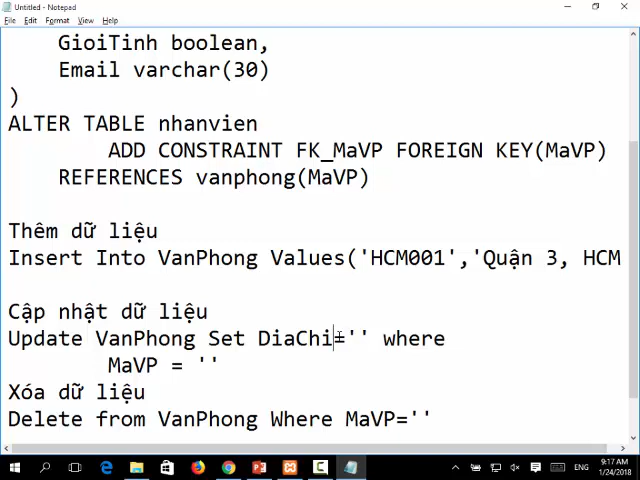 Untitled - Notepad
File Edit Format View Help
GioiTinh boolean,
Email varchar(30)
)
ALTER TABLE nhanvien
ADD CONSTRAINT FK_MaVP FOREIGN KEY(MaVP)
REFERENCES vanphong(MaVP)
Thêm dữ liệu
Insert Into VanPhong Values('HCM001','Quận 3, HCM
Cập nhật dữ liệu
Update VanPhong Set DiaChi='' where
MaVP = ''
Xóa dữ liệu
Delete from VanPhong Where MaVP=''
ENG
9:17 AM
1/24/2018